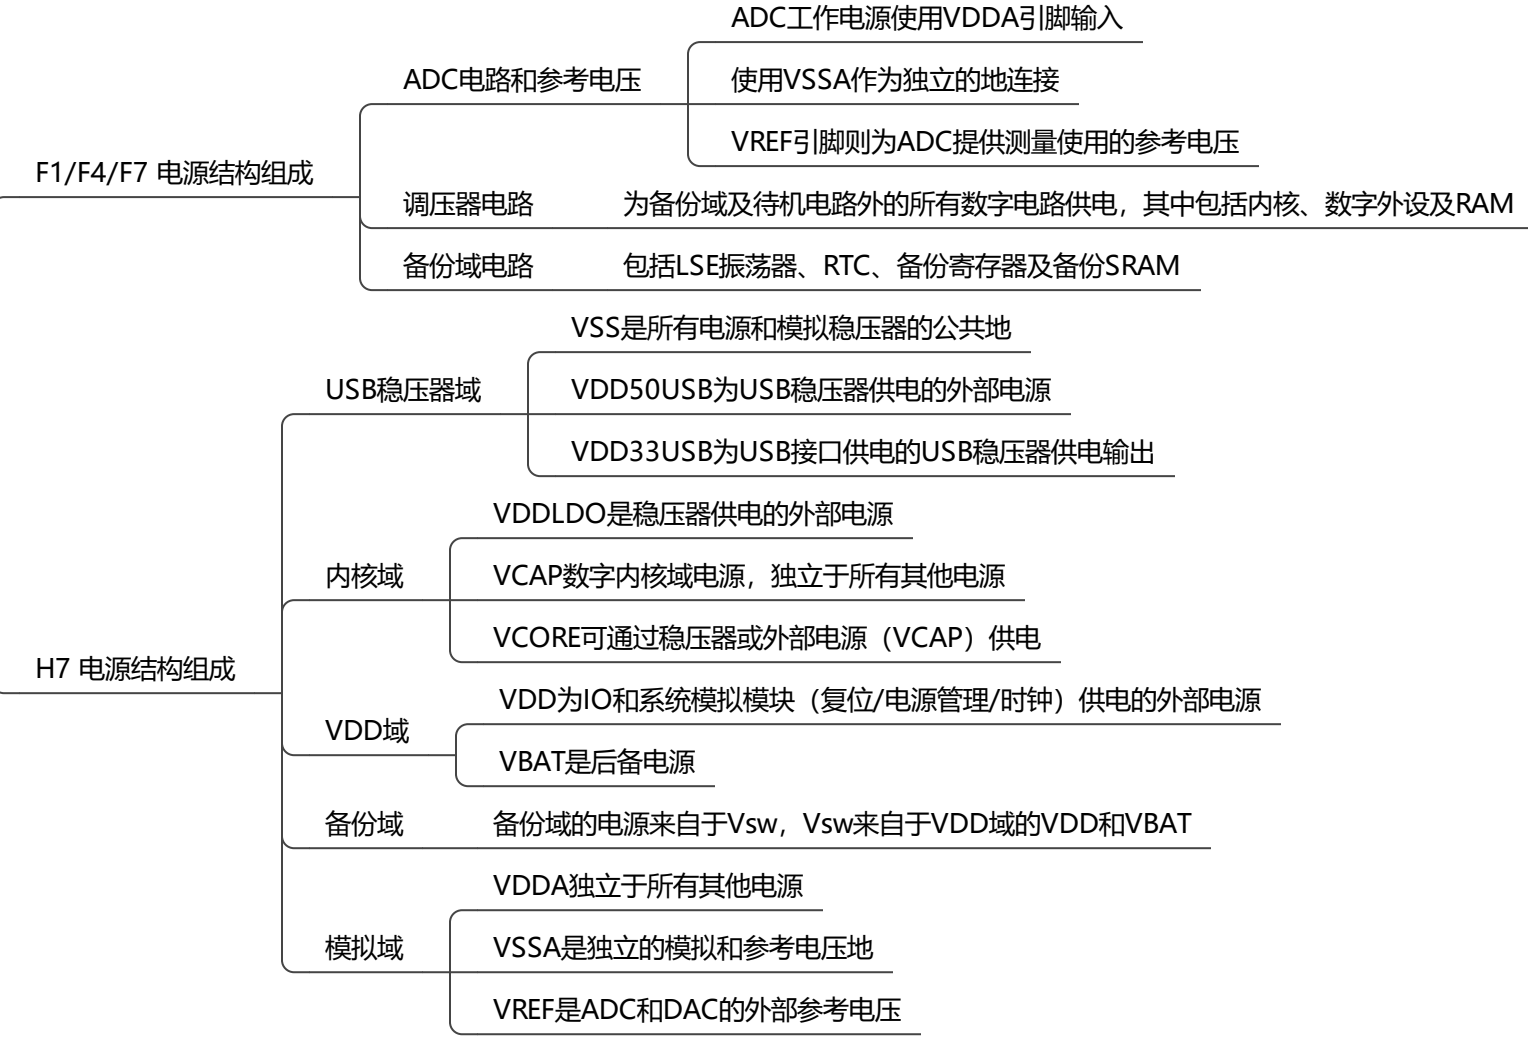 ADC工作电源使用VDDA引脚输入
ADC电路和参考电压
使用VSSA作为独立的地连接
VREF引脚则为ADC提供测量使用的参考电压
F1/F4/F7 电源结构组成
调压器电路
为备份域及待机电路外的所有数字电路供电，其中包括内核、数字外设及RAM
备份域电路
包括LSE振荡器、RTC、备份寄存器及备份SRAM
VSS是所有电源和模拟稳压器的公共地
USB稳压器域
VDD50USB为USB稳压器供电的外部电源
VDD33USB为USB接口供电的USB稳压器供电输出
VDDLDO是稳压器供电的外部电源
内核域
VCAP数字内核域电源，独立于所有其他电源
VCORE可通过稳压器或外部电源（VCAP）供电
H7 电源结构组成
VDD为IO和系统模拟模块（复位/电源管理/时钟）供电的外部电源
VDD域
VBAT是后备电源
备份域
备份域的电源来自于Vsw，Vsw来自于VDD域的VDD和VBAT
VDDA独立于所有其他电源
模拟域
VSSA是独立的模拟和参考电压地
VREF是ADC和DAC的外部参考电压